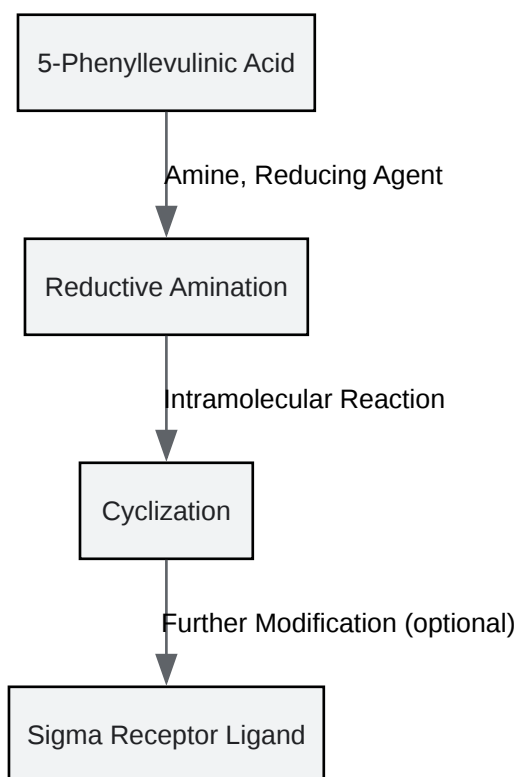 5-Phenyllevulinic Acid
Amine, Reducing Agent
Reductive Amination
Intramolecular Reaction
Cyclization
Further Modification (optional)
Sigma Receptor Ligand